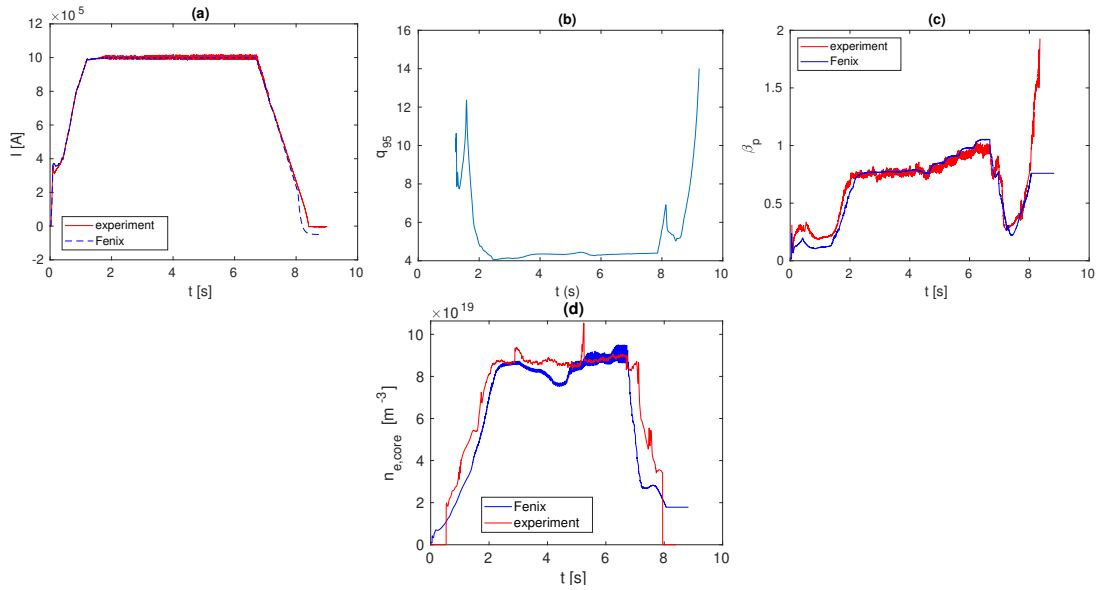 (a)
× 10 5
I [A]
12
10
8
6
4
2
0
-2
0 2 4 6 8 10
t [s]
experiment
Fenix
(b)
q95
16
14
12
10
8
6
4
0 2 4 6 8 10
t (s)
(c)
βp
2
1.5
1
0.5
0
0 2 4 6 8 10
t [s]
experiment
Fenix
(d)
× 10 19
ne,core [m -3]
10
8
6
4
2
0
0 2 4 6 8 10
t [s]
Fenix
experiment